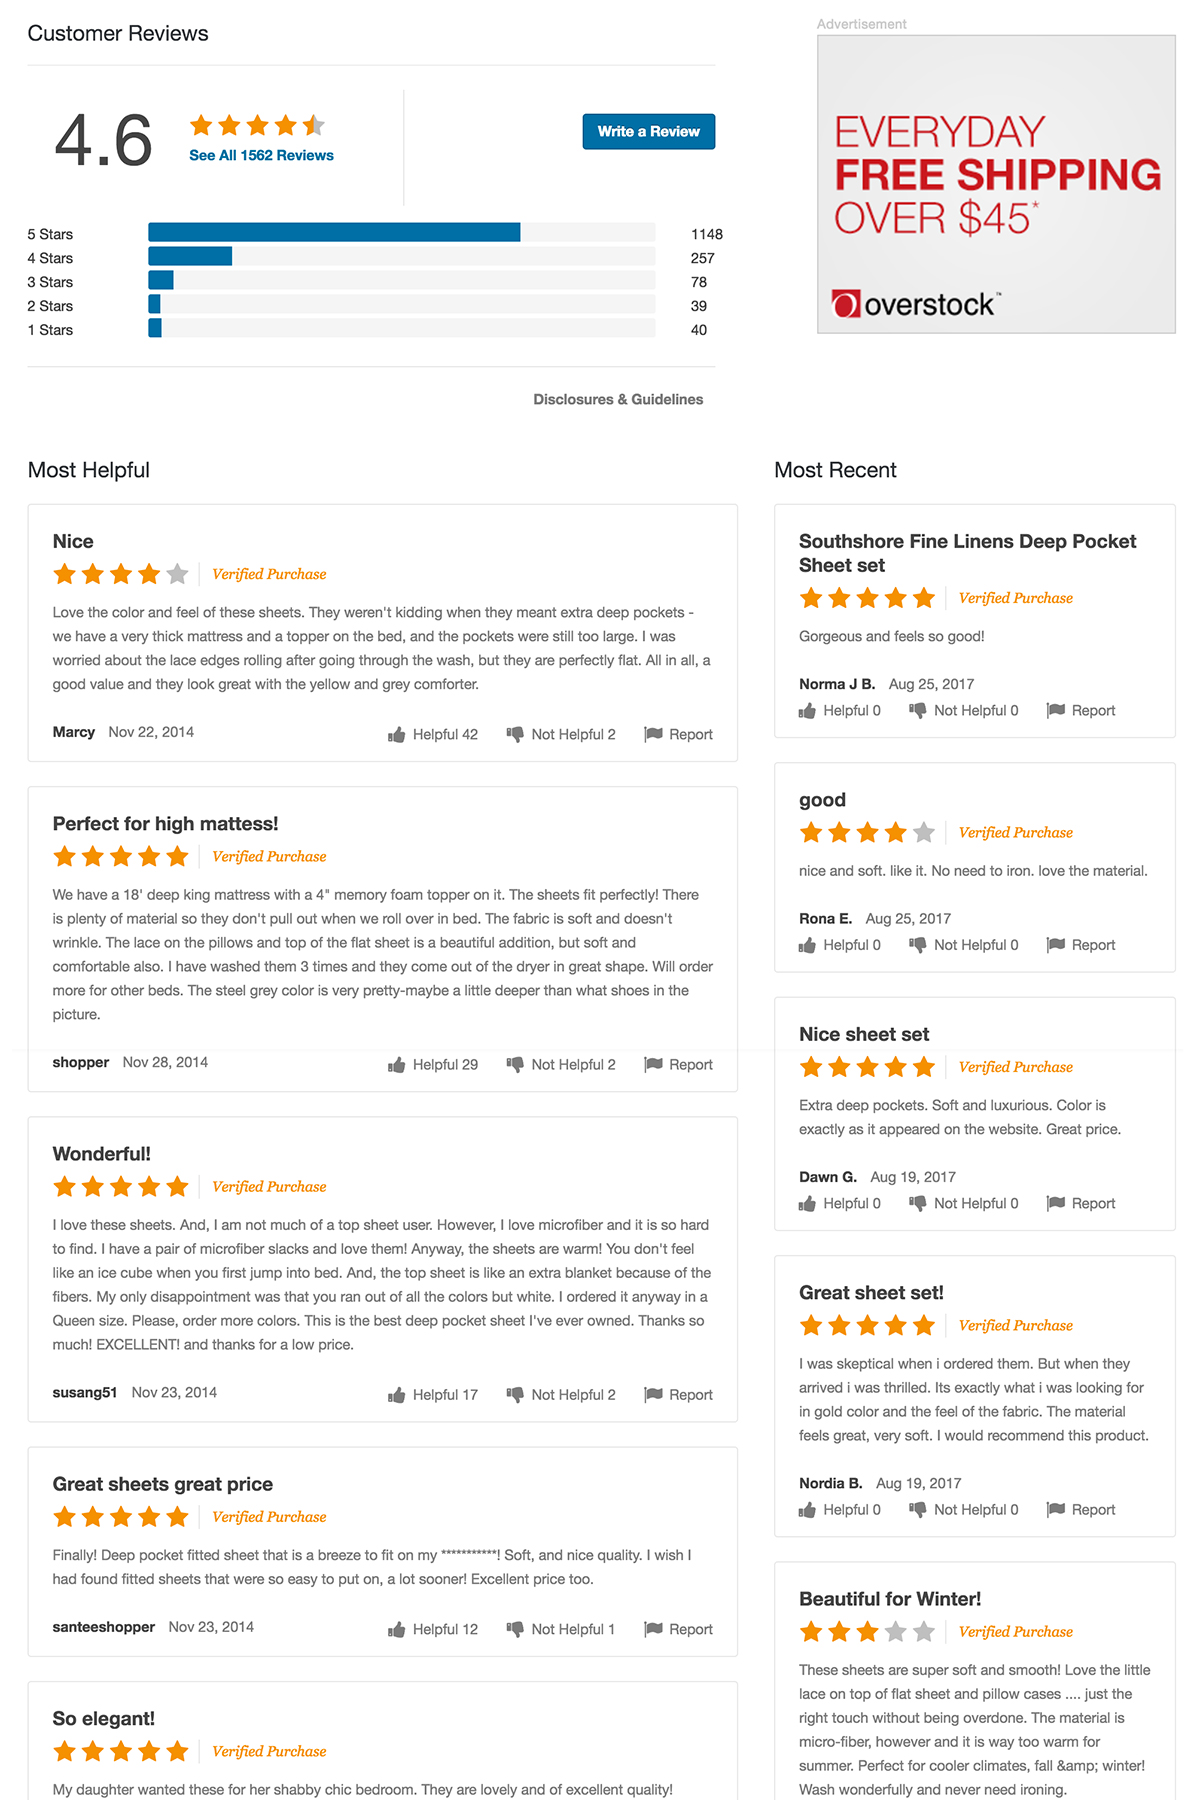 Customer Reviews
4.6
See All 1562 Reviews
Write a Review
5 Stars 1148
4 Stars 257
3 Stars 78
2 Stars 39
1 Stars 40
Disclosures & Guidelines
Advertisement
EVERYDAY
FREE SHIPPING
OVER $45*
overstock™
Most Helpful
Nice
Verified Purchase
Love the color and feel of these sheets. They weren't kidding when they meant extra deep pockets -
we have a very thick mattress and a topper on the bed, and the pockets were still too large. I was
worried about the lace edges rolling after going through the wash, but they are perfectly flat. All in all, a
good value and they look great with the yellow and grey comforter.
Marcy Nov 22, 2014 Helpful 42 Not Helpful 2 Report
Perfect for high mattess!
Verified Purchase
We have a 18' deep king mattress with a 4" memory foam topper on it. The sheets fit perfectly! There
is plenty of material so they don't pull out when we roll over in bed. The fabric is soft and doesn't
wrinkle. The lace on the pillows and top of the flat sheet is a beautiful addition, but soft and
comfortable also. I have washed them 3 times and they come out of the dryer in great shape. Will order
more for other beds. The steel grey color is very pretty-maybe a little deeper than what shoes in the
picture.
shopper Nov 28, 2014 Helpful 29 Not Helpful 2 Report
Wonderful!
Verified Purchase
I love these sheets. And, I am not much of a top sheet user. However, I love microfiber and it is so hard
to find. I have a pair of microfiber slacks and love them! Anyway, the sheets are warm! You don't feel
like an ice cube when you first jump into bed. And, the top sheet is like an extra blanket because of the
fibers. My only disappointment was that you ran out of all the colors but white. I ordered it anyway in a
Queen size. Please, order more colors. This is the best deep pocket sheet I've ever owned. Thanks so
much! EXCELLENT! and thanks for a low price.
susang51 Nov 23, 2014 Helpful 17 Not Helpful 2 Report
Great sheets great price
Verified Purchase
Finally! Deep pocket fitted sheet that is a breeze to fit on my ***********! Soft, and nice quality. I wish I
had found fitted sheets that were so easy to put on, a lot sooner! Excellent price too.
santeeshopper Nov 23, 2014 Helpful 12 Not Helpful 1 Report
So elegant!
Verified Purchase
My daughter wanted these for her shabby chic bedroom. They are lovely and of excellent quality!
Most Recent
Southshore Fine Linens Deep Pocket
Sheet set
Verified Purchase
Gorgeous and feels so good!
Norma J B. Aug 25, 2017
Helpful 0 Not Helpful 0 Report
good
Verified Purchase
nice and soft. like it. No need to iron. love the material.
Rona E. Aug 25, 2017
Helpful 0 Not Helpful 0 Report
Nice sheet set
Verified Purchase
Extra deep pockets. Soft and luxurious. Color is
exactly as it appeared on the website. Great price.
Dawn G. Aug 19, 2017
Helpful 0 Not Helpful 0 Report
Great sheet set!
Verified Purchase
I was skeptical when i ordered them. But when they
arrived i was thrilled. Its exactly what i was looking for
in gold color and the feel of the fabric. The material
feels great, very soft. I would recommend this product.
Nordia B. Aug 19, 2017
Helpful 0 Not Helpful 0 Report
Beautiful for Winter!
Verified Purchase
These sheets are super soft and smooth! Love the little
lace on top of flat sheet and pillow cases .... just the
right touch without being overdone. The material is
micro-fiber, however and it is way too warm for
summer. Perfect for cooler climates, fall &amp; winter!
Wash wonderfully and never need ironing.